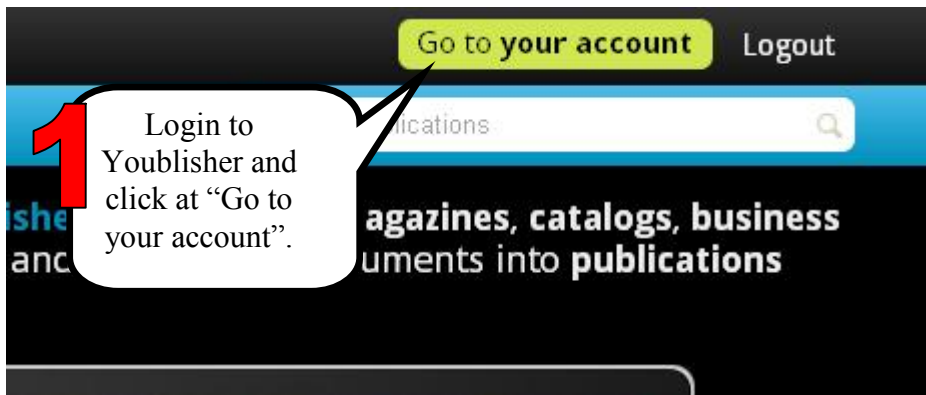 Go to your account Logout
1
Login to
Youblisher and
click at “Go to
your account”.
agazines, catalogs, business
uments into publications